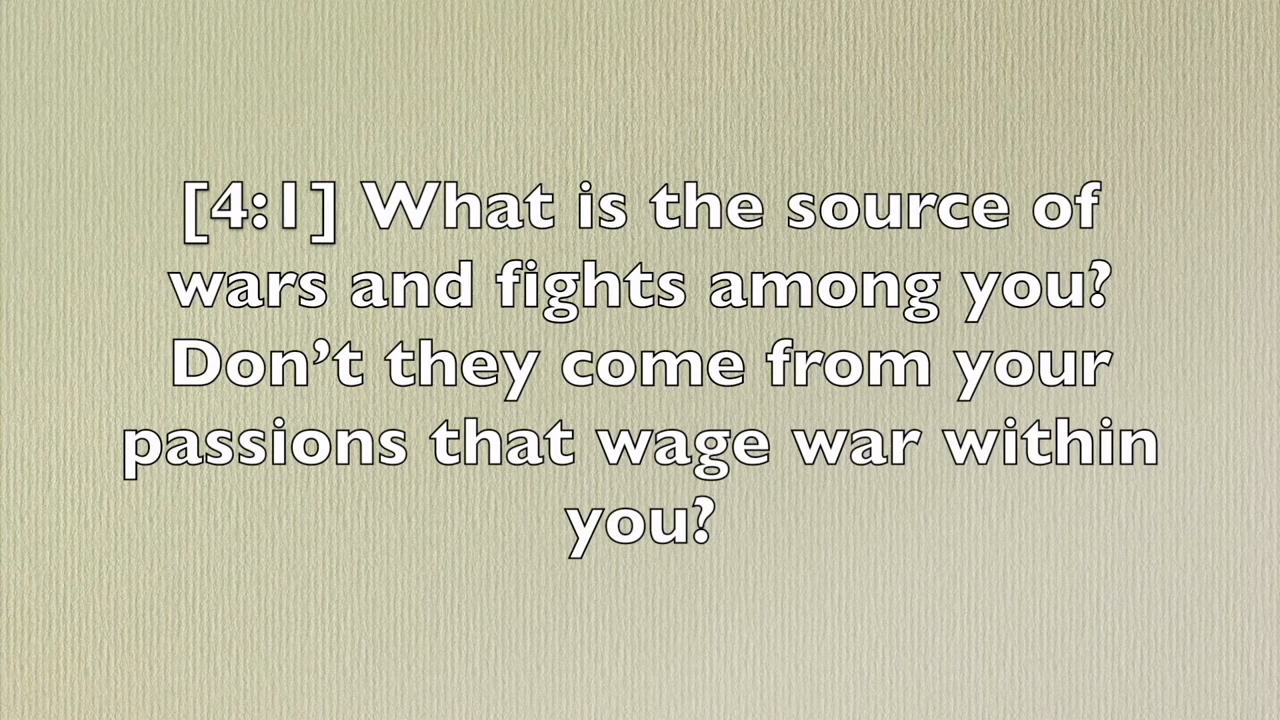 [4:1] What is the source of
wars and fights among you?
Don’t they come from your
passions that wage war within
you?